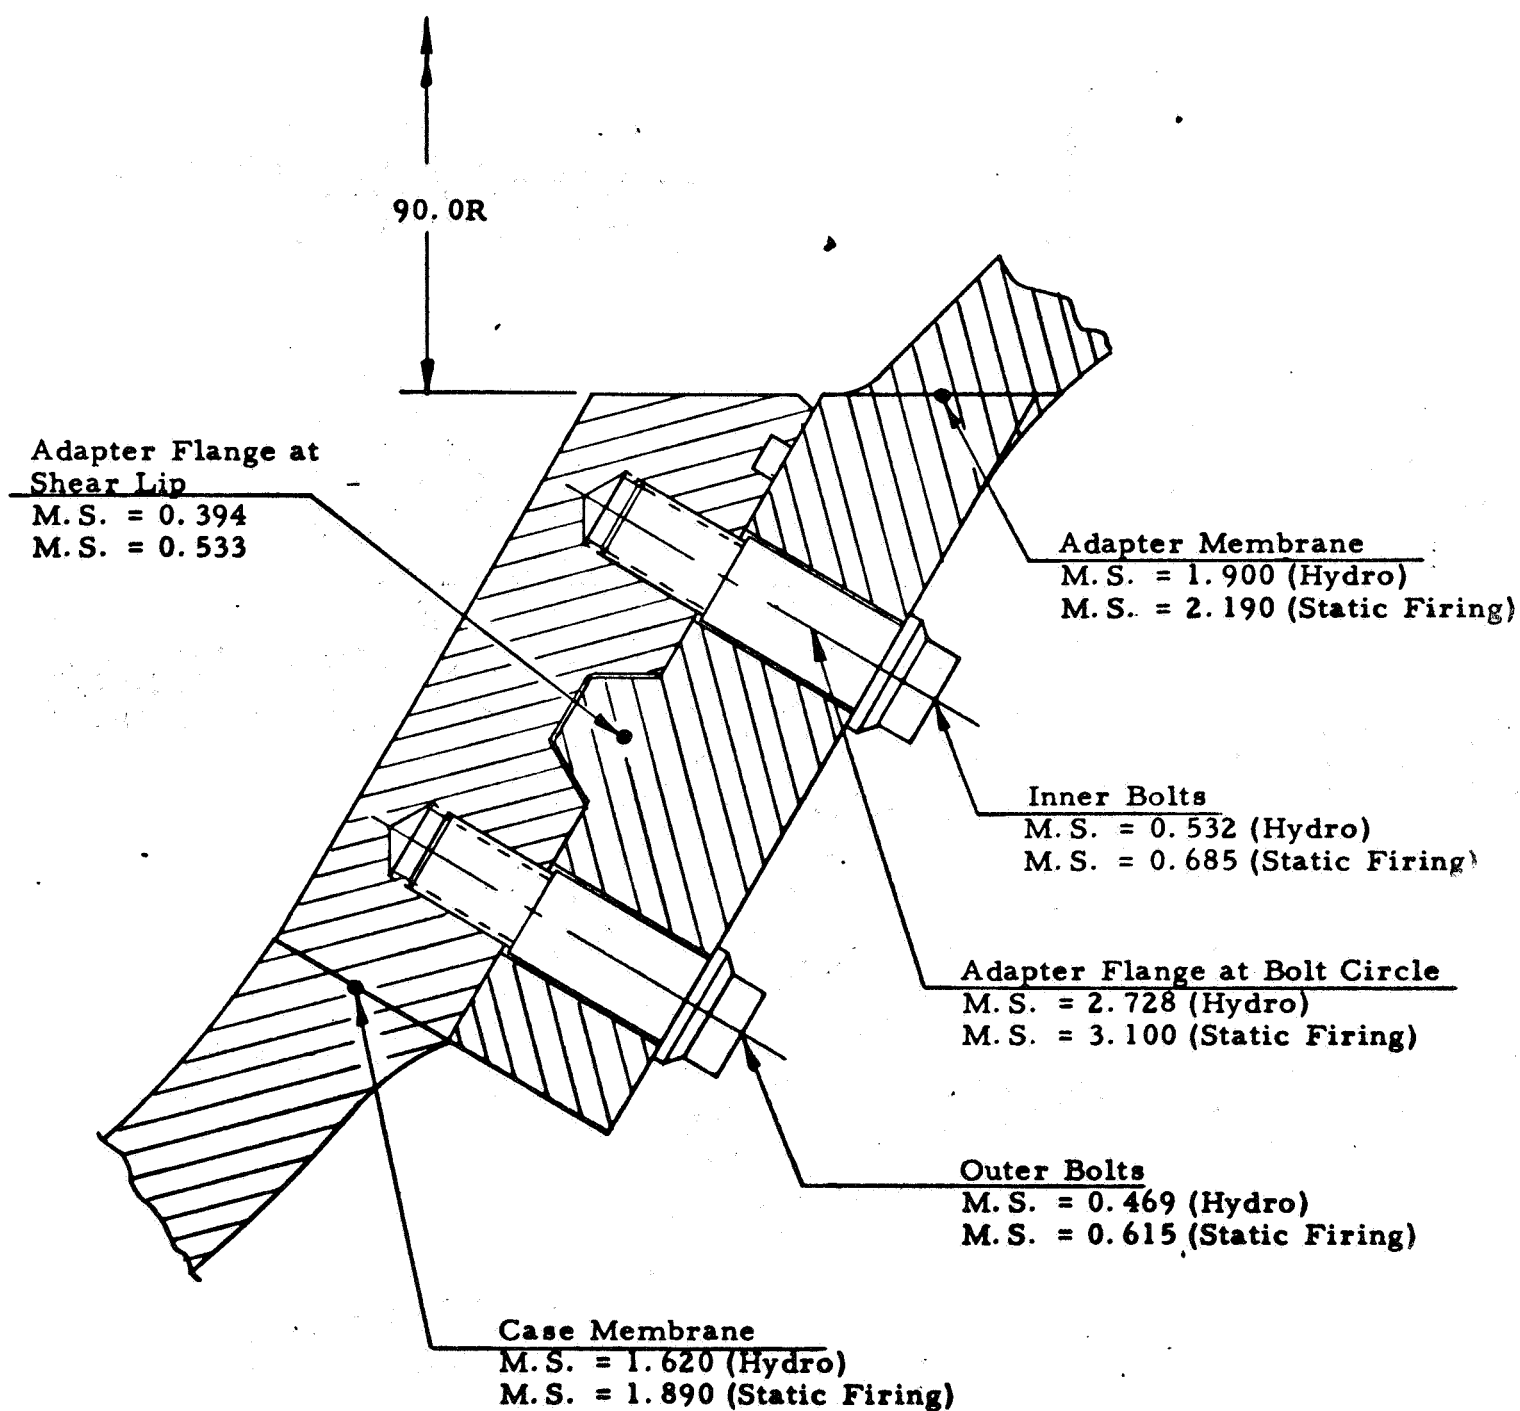 90.0R
Adapter Flange at
Shear Lip
M.S. = 0.394
M.S. = 0.533
Adapter Membrane
M.S. = 1.900 (Hydro)
M.S. = 2.190 (Static Firing)
Inner Bolts
M.S. = 0.532 (Hydro)
M.S. = 0.685 (Static Firing)
Adapter Flange at Bolt Circle
M.S. = 2.728 (Hydro)
M.S. = 3.100 (Static Firing)
Outer Bolts
M.S. = 0.469 (Hydro)
M.S. = 0.615 (Static Firing)
Case Membrane
M.S. = 1.620 (Hydro)
M.S. = 1.890 (Static Firing)